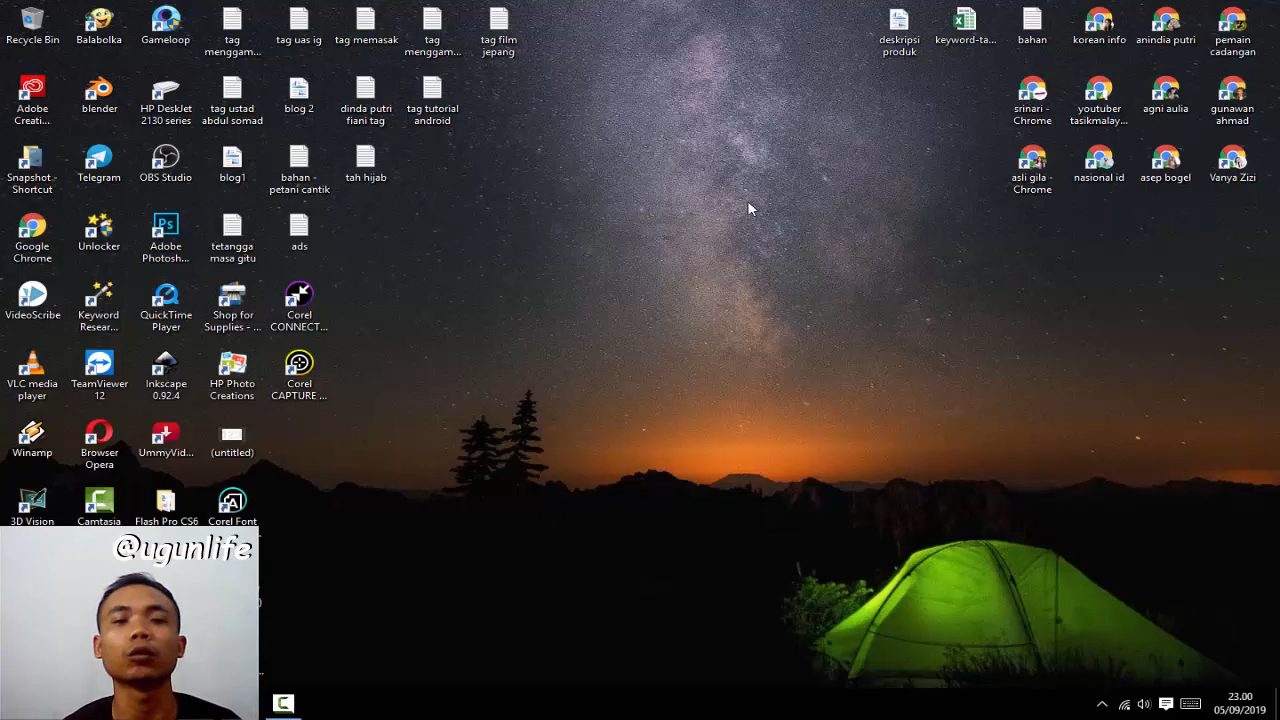 Recycle Bin
Balabolka
Gameloop
tag
menggam...
tag uas ig
tag memasak
tag
menggam...
tag film
jepang
deskripsi
produk
keyword-ta...
bahan
korean info
anindia putri
pemain
cadangan
Adobe
Creati...
blender
HP Deskjet
2130 series
tag ustad
abdul somad
blog 2
dinda putri
fiani tag
tag tutorial
android
srinari -
Chrome
youtuber
tasikmalay...
agni aulia
gunawan
ahmad
Snapshot -
Shortcut
Telegram
OBS Studio
blog1
bahan -
petani cantik
tah hijab
asli gila -
Chrome
nasional id
asep bogel
Vanya Zizi
Google
Chrome
Unlocker
Adobe
Photosh...
tetangga
masa gitu
ads
VideoScribe
Keyword
Resear...
QuickTime
Player
Shop for
Supplies - ...
Corel
CONNECT...
VLC media
player
TeamViewer
12
Inkscape
0.92.4
HP Photo
Creations
Corel
CAPTURE ...
Winamp
Browser
Opera
UmmyVid...
(untitled)
3D Vision
Camtasia
Flash Pro CS6
Corel Font
@ugunlife
23.00
05/09/2019